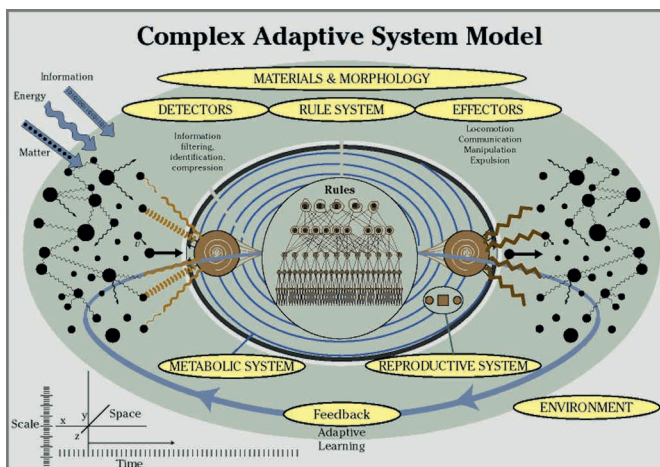 Complex Adaptive System Model
Information
Energy
Matter
MATERIALS & MORPHOLOGY
DETECTORS
RULE SYSTEM
EFFECTORS
Information
filtering,
identification,
compression
Locomotion
Communication
Manipulation
Expulsion
Rules
υ
υ
METABOLIC SYSTEM
REPRODUCTIVE SYSTEM
Feedback
Adaptive
Learning
ENVIRONMENT
Scale
x
y
z
Space
Time